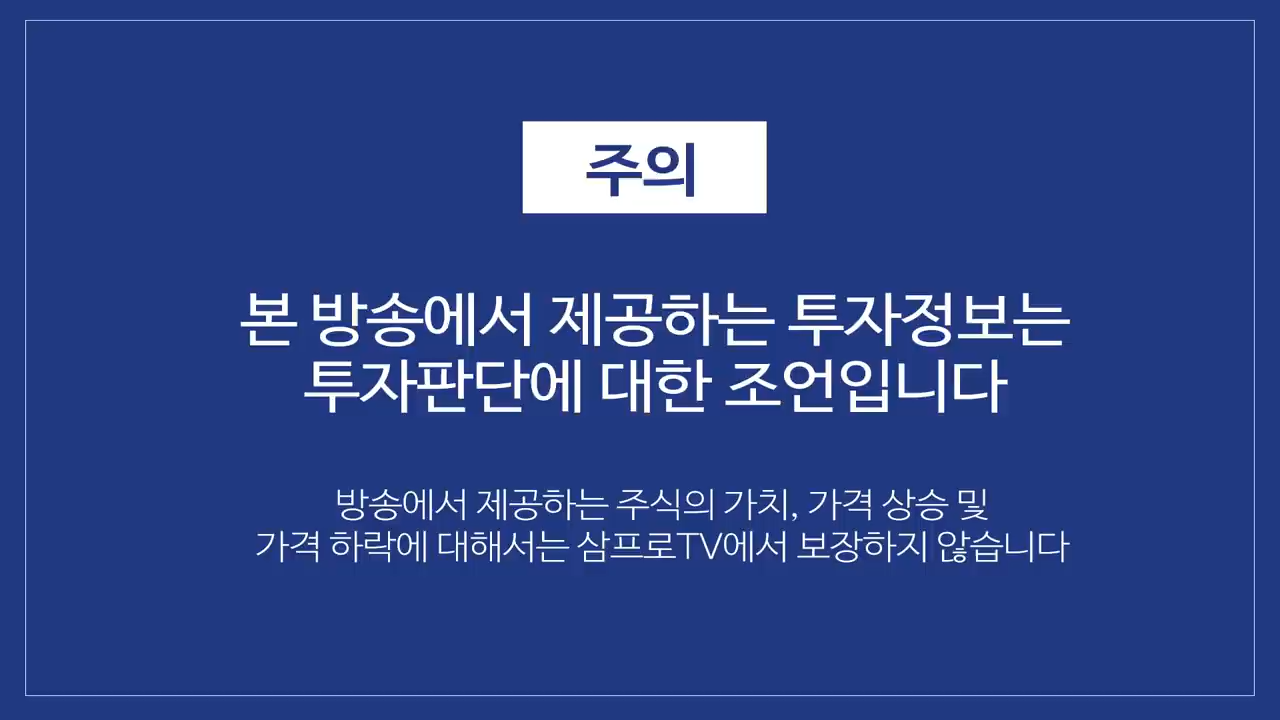 주의
본 방송에서 제공하는 투자정보는
투자판단에 대한 조언입니다
방송에서 제공하는 주식의 가치, 가격 상승 및
가격 하락에 대해서는 삼프로TV에서 보장하지 않습니다